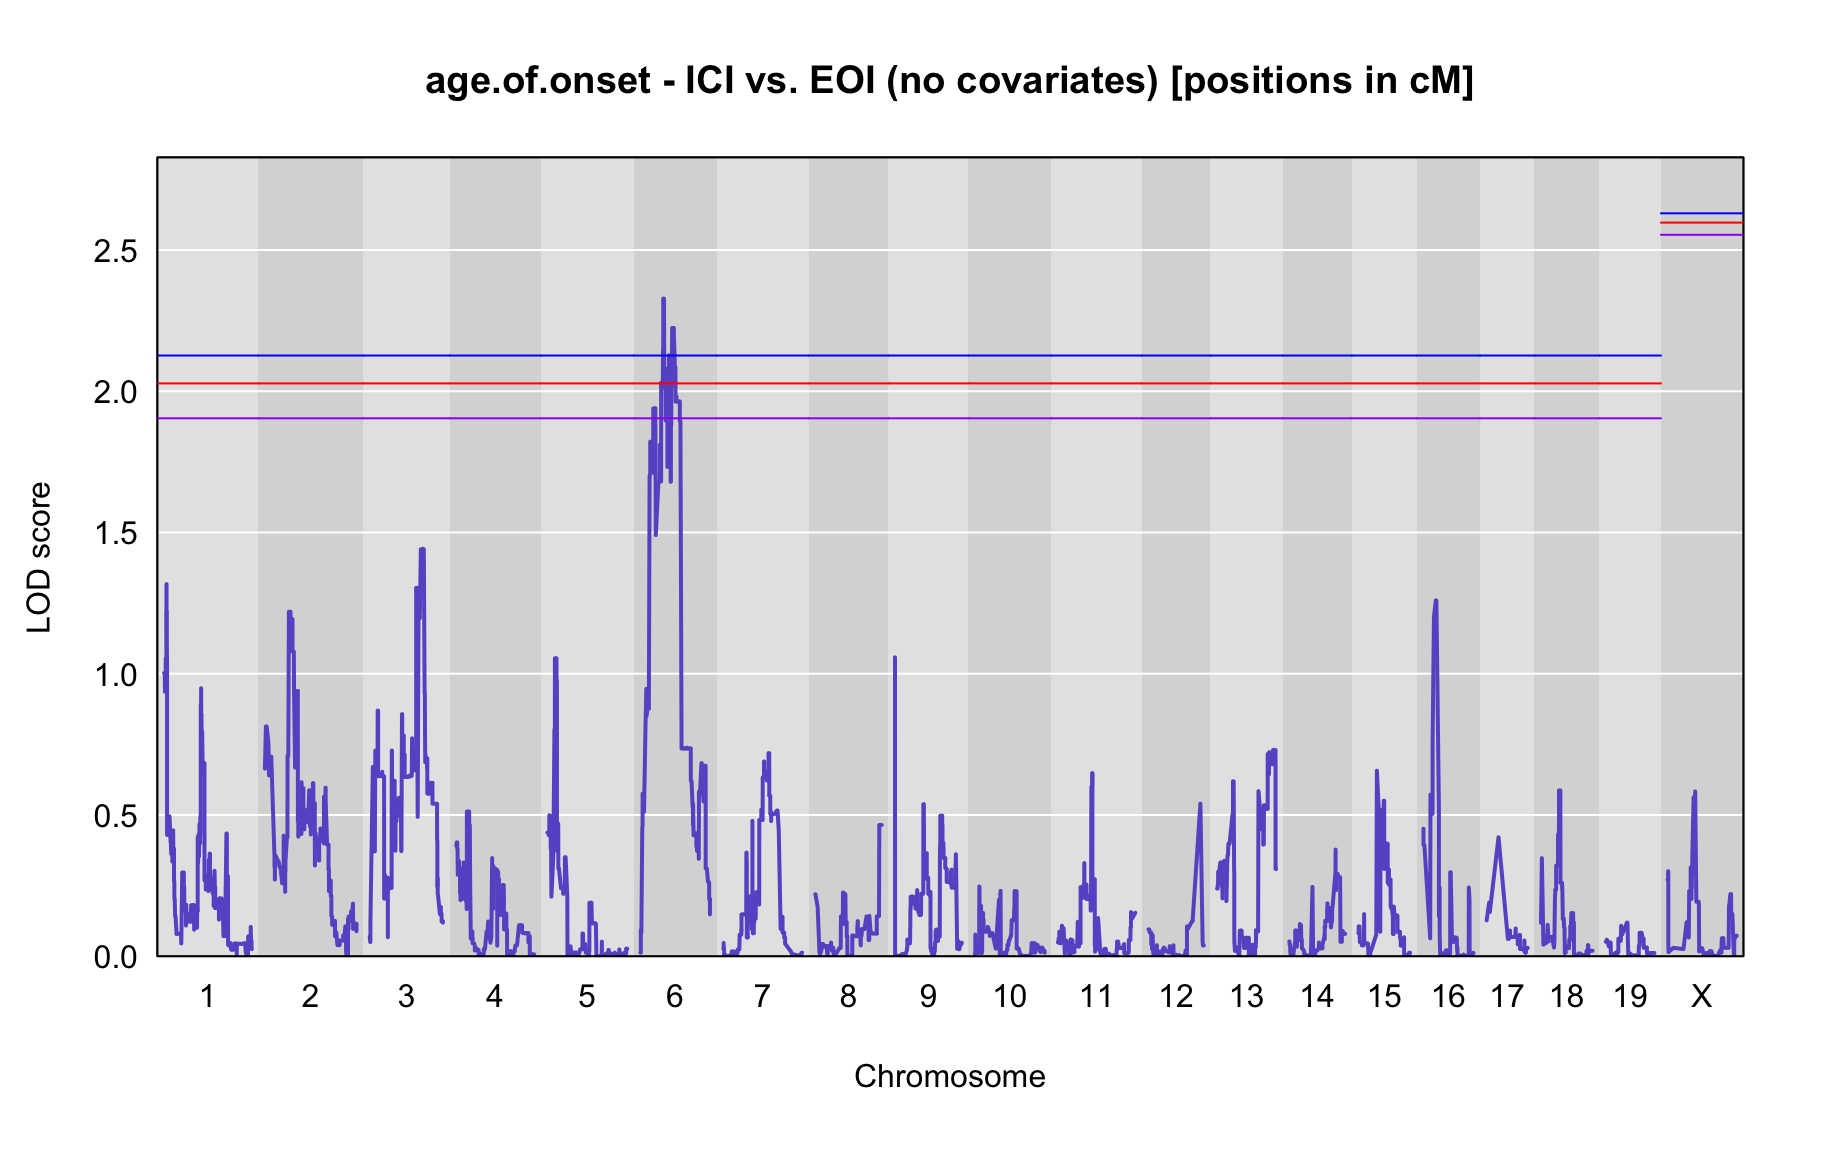 age.of.onset - ICI vs. EOI (no covariates) [positions in cM]
2.5
2.0
1.5
1.0
0.5
0.0
LOD score
1 2 3 4 5 6 7 8 9 10 11 12 13 14 15 16 17 18 19 X
Chromosome